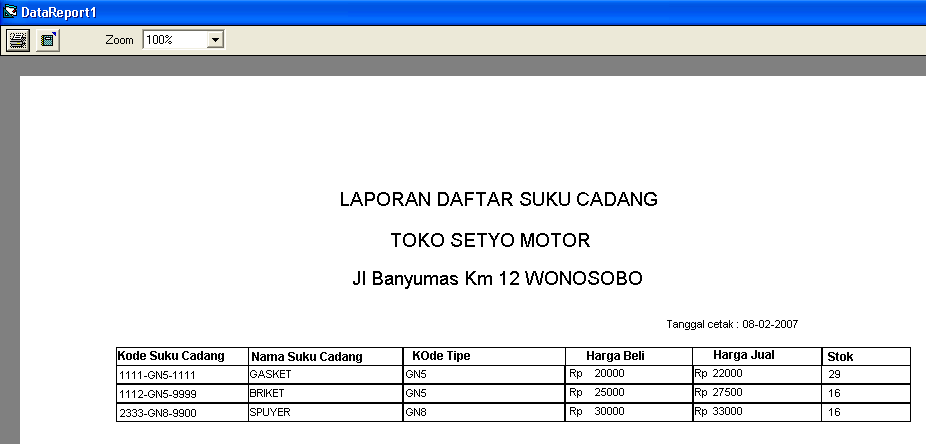 DataReport1
Zoom 100%
LAPORAN DAFTAR SUKU CADANG
TOKO SETYO MOTOR
Jl Banyumas Km 12 WONOSOBO
Tanggal cetak : 08-02-2007
Kode Suku Cadang Nama Suku Cadang KOde Tipe Harga Beli Harga Jual Stok
1111-GN5-1111 GASKET GN5 Rp 20000 Rp 22000 29
1112-GN5-9999 BRIKET GN5 Rp 25000 Rp 27500 16
2333-GN8-9900 SPUYER GN8 Rp 30000 Rp 33000 16